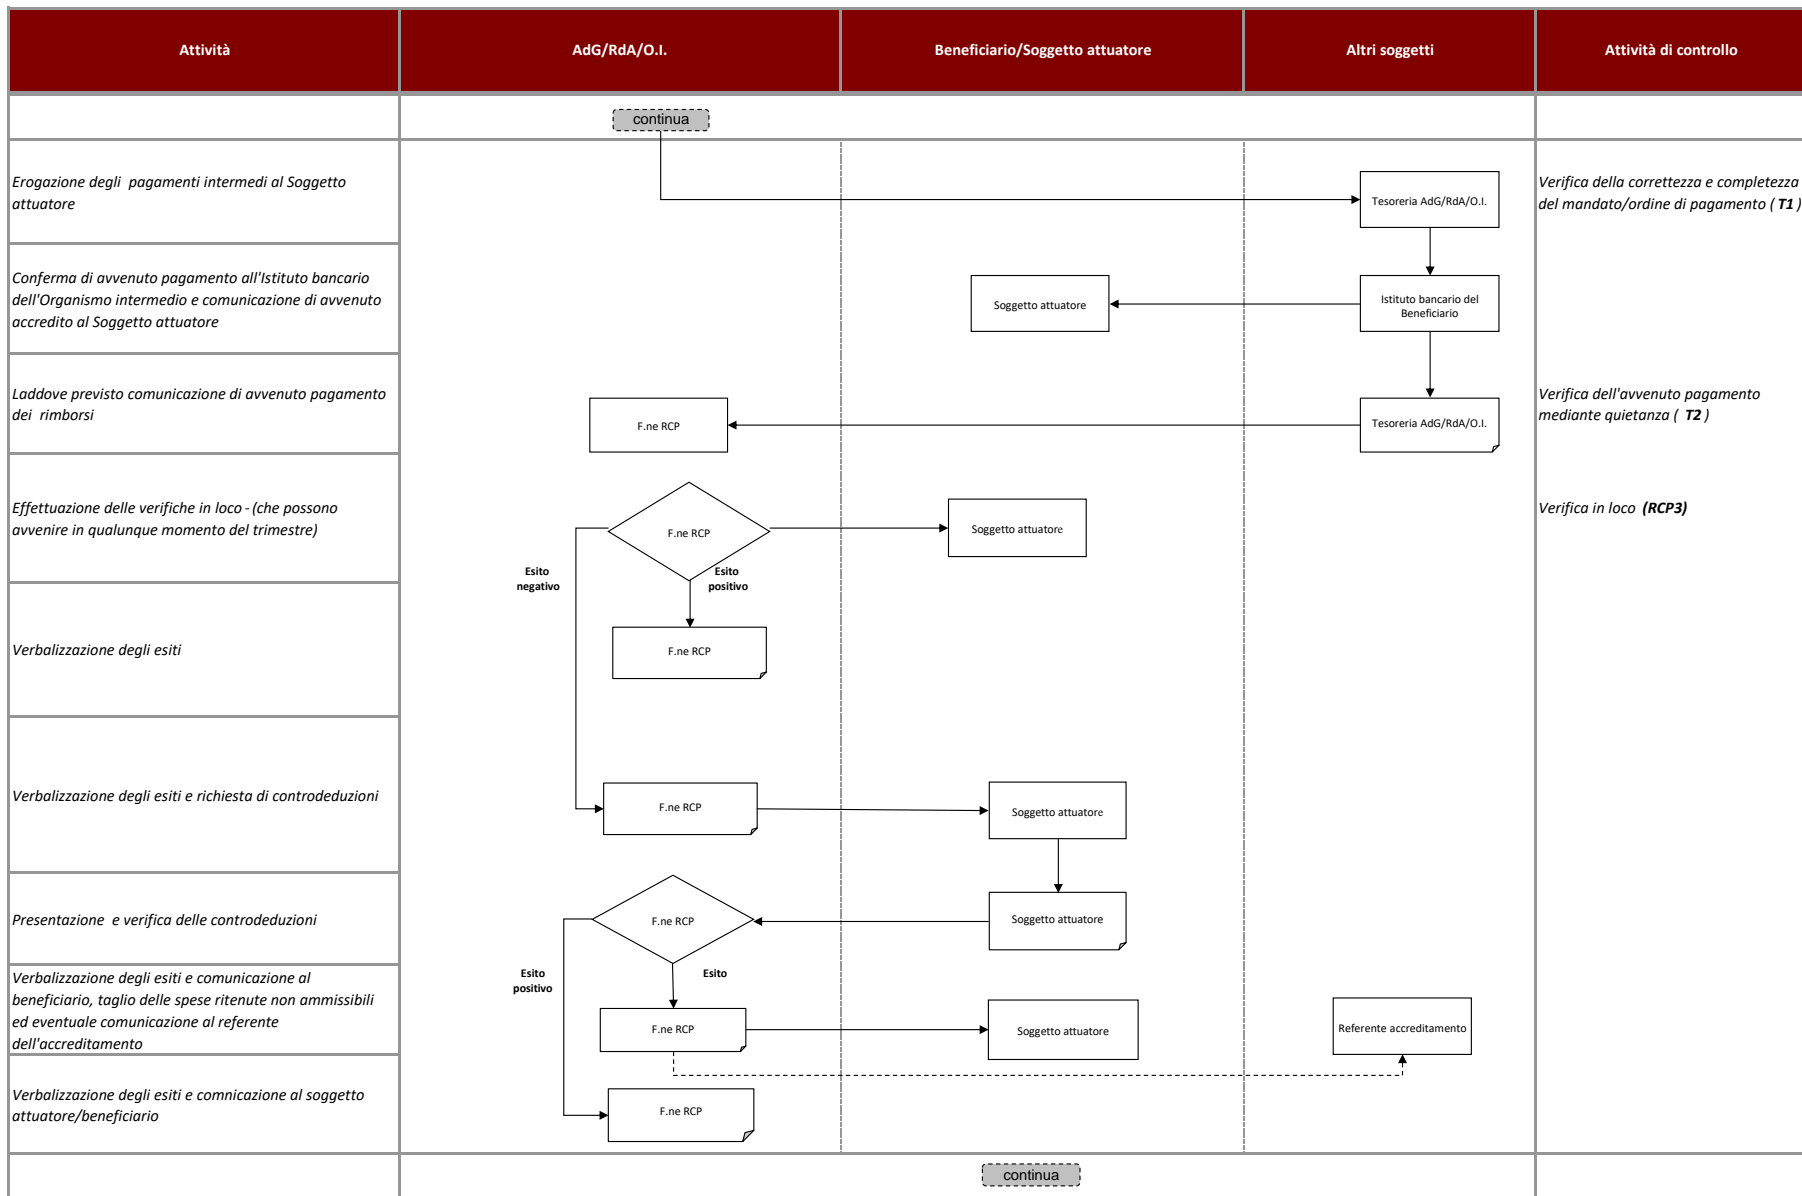 Attività
AdG/RdA/O.I.
Beneficiario/Soggetto attuatore
Altri soggetti
Attività di controllo
continua
Erogazione degli pagamenti intermedi al Soggetto
attuatore
Tesoreria AdG/RdA/O.I.
Verifica della correttezza e completezza
del mandato/ordine di pagamento ( T1 )
Conferma di avvenuto pagamento all'Istituto bancario
dell'Organismo intermedio e comunicazione di avvenuto
accredito al Soggetto attuatore
Soggetto attuatore
Istituto bancario del
Beneficiario
Laddove previsto comunicazione di avvenuto pagamento
dei rimborsi
F.ne RCP
Tesoreria AdG/RdA/O.I.
Verifica dell'avvenuto pagamento
mediante quietanza ( T2 )
Effettuazione delle verifiche in loco - (che possono
avvenire in qualunque momento del trimestre)
F.ne RCP
Soggetto attuatore
Verifica in loco (RCP3)
Esito
negativo
Esito
positivo
Verbalizzazione degli esiti
F.ne RCP
Verbalizzazione degli esiti e richiesta di controdeduzioni
F.ne RCP
Soggetto attuatore
Presentazione e verifica delle controdeduzioni
F.ne RCP
Soggetto attuatore
Esito
positivo
Esito
Verbalizzazione degli esiti e comunicazione al
beneficiario, taglio delle spese ritenute non ammissibili
ed eventuale comunicazione al referente
dell'accreditamento
F.ne RCP
Soggetto attuatore
Referente accreditamento
Verbalizzazione degli esiti e comnicazione al soggetto
attuatore/beneficiario
F.ne RCP
continua